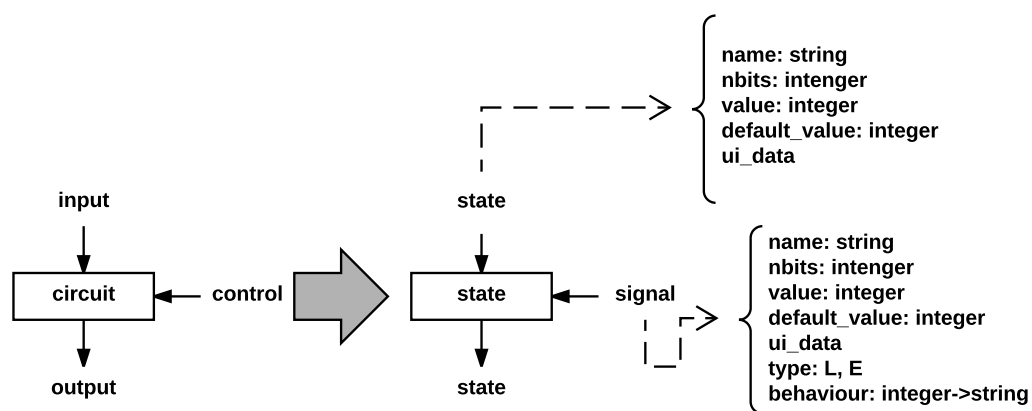 name: string
nbits: intenger
value: integer
default_value: integer
ui_data
input
state
circuit
control
state
signal
output
state
name: string
nbits: intenger
value: integer
default_value: integer
ui_data
type: L, E
behaviour: integer->string